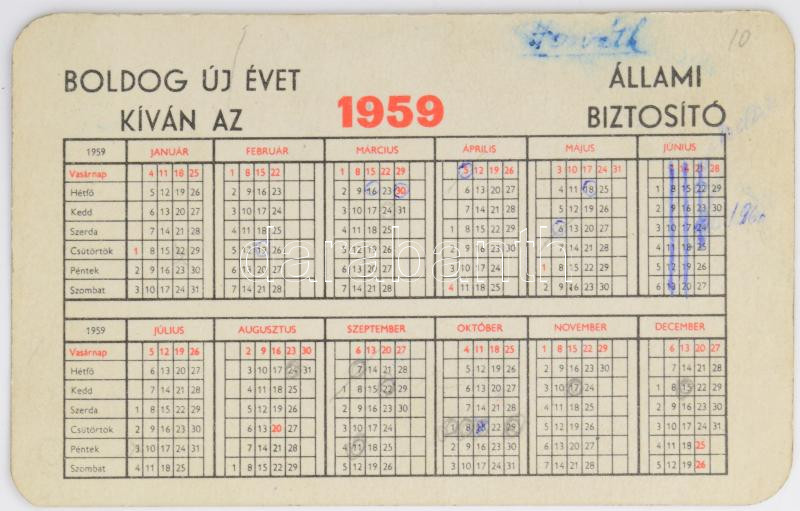 Horváth
10
BOLDOG ÚJ ÉVET KÍVÁN AZ
1959
ÁLLAMI BIZTOSÍTÓ
1959 JANUÁR FEBRUÁR MÁRCIUS ÁPRILIS MÁJUS JÚNIUS
Vasárnap 4 11 18 25 1 8 15 22 1 8 15 22 29 5 12 19 26 3 10 17 24 31 7 14 21 28
Hétfő 5 12 19 26 2 9 16 23 2 9 16 23 30 6 13 20 27 4 11 18 25 1 8 15 22 29
Kedd 6 13 20 27 3 10 17 24 3 10 17 24 31 7 14 21 28 5 12 19 26 2 9 16 23 30
Szerda 7 14 21 28 4 11 18 25 4 11 18 25 1 8 15 22 29 6 13 20 27 3 10 17 24
Csütörtök 1 8 15 22 29 5 12 19 26 5 12 19 26 2 9 16 23 30 7 14 21 28 4 11 18 25
Péntek 2 9 16 23 30 6 13 20 27 6 13 20 27 3 10 17 24 1 8 15 22 29 5 12 19 26
Szombat 3 10 17 24 31 7 14 21 28 7 14 21 28 4 11 18 25 2 9 16 23 30 6 13 20 27
1959 JÚLIUS AUGUSZTUS SZEPTEMBER OKTÓBER NOVEMBER DECEMBER
Vasárnap 5 12 19 26 2 9 16 23 30 6 13 20 27 4 11 18 25 1 8 15 22 29 6 13 20 27
Hétfő 6 13 20 27 3 10 17 24 31 7 14 21 28 5 12 19 26 2 9 16 23 30 7 14 21 28
Kedd 7 14 21 28 4 11 18 25 1 8 15 22 29 6 13 20 27 3 10 17 24 1 8 15 22 29
Szerda 1 8 15 22 29 5 12 19 26 2 9 16 23 30 7 14 21 28 4 11 18 25 2 9 16 23 30
Csütörtök 2 9 16 23 30 6 13 20 27 3 10 17 24 1 8 15 22 29 5 12 19 26 3 10 17 24 31
Péntek 3 10 17 24 31 7 14 21 28 4 11 18 25 2 9 16 23 30 6 13 20 27 4 11 18 25
Szombat 4 11 18 25 1 8 15 22 29 5 12 19 26 3 10 17 24 31 7 14 21 28 5 12 19 26
darabanth